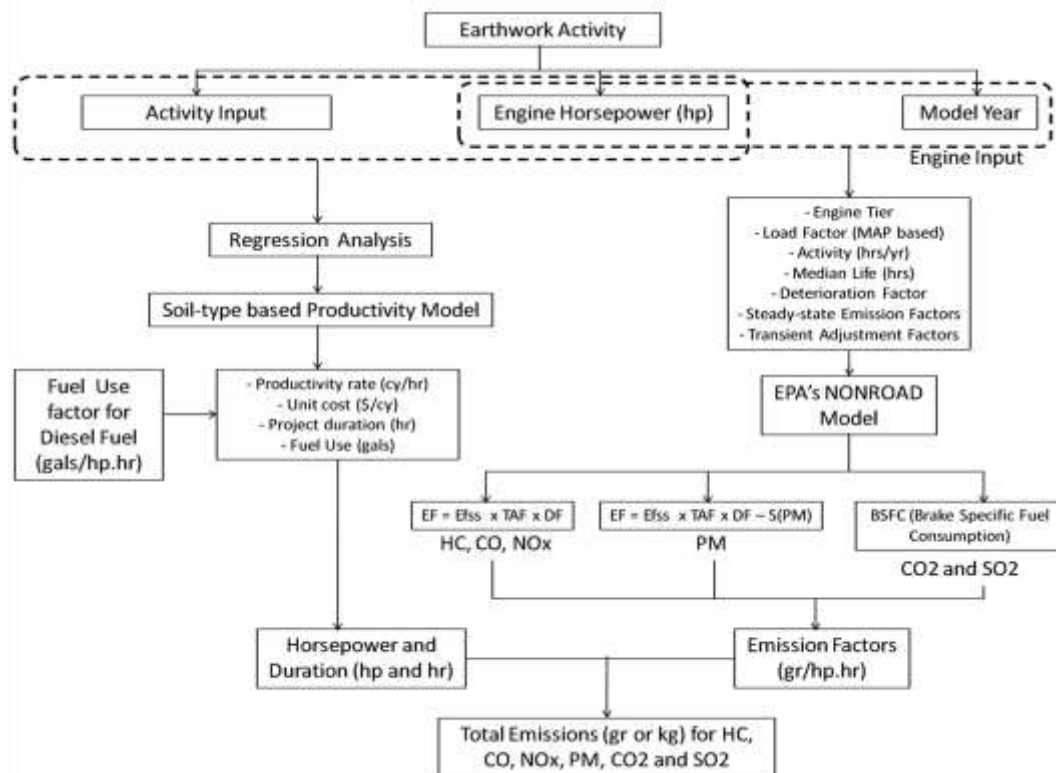 Earthwork Activity
Activity Input
Engine Horsepower (hp)
Model Year
Engine Input
Regression Analysis
Soil-type based Productivity Model
- Engine Tier
- Load Factor (MAP based)
- Activity (hrs/yr)
- Median Life (hrs)
- Deterioration Factor
- Steady-state Emission Factors
- Transient Adjustment Factors
Fuel Use
factor for
Diesel Fuel
(gals/hp.hr)
- Productivity rate (cy/hr)
- Unit cost ($/cy)
- Project duration (hr)
- Fuel Use (gals)
EPA's NONROAD
Model
EF = Efss x TAF x DF
HC, CO, NOx
EF = Efss x TAF x DF – S(PM)
PM
BSFC (Brake Specific Fuel
Consumption)
CO2 and SO2
Horsepower and
Duration (hp and hr)
Emission Factors
(gr/hp.hr)
Total Emissions (gr or kg) for HC,
CO, NOx, PM, CO2 and SO2